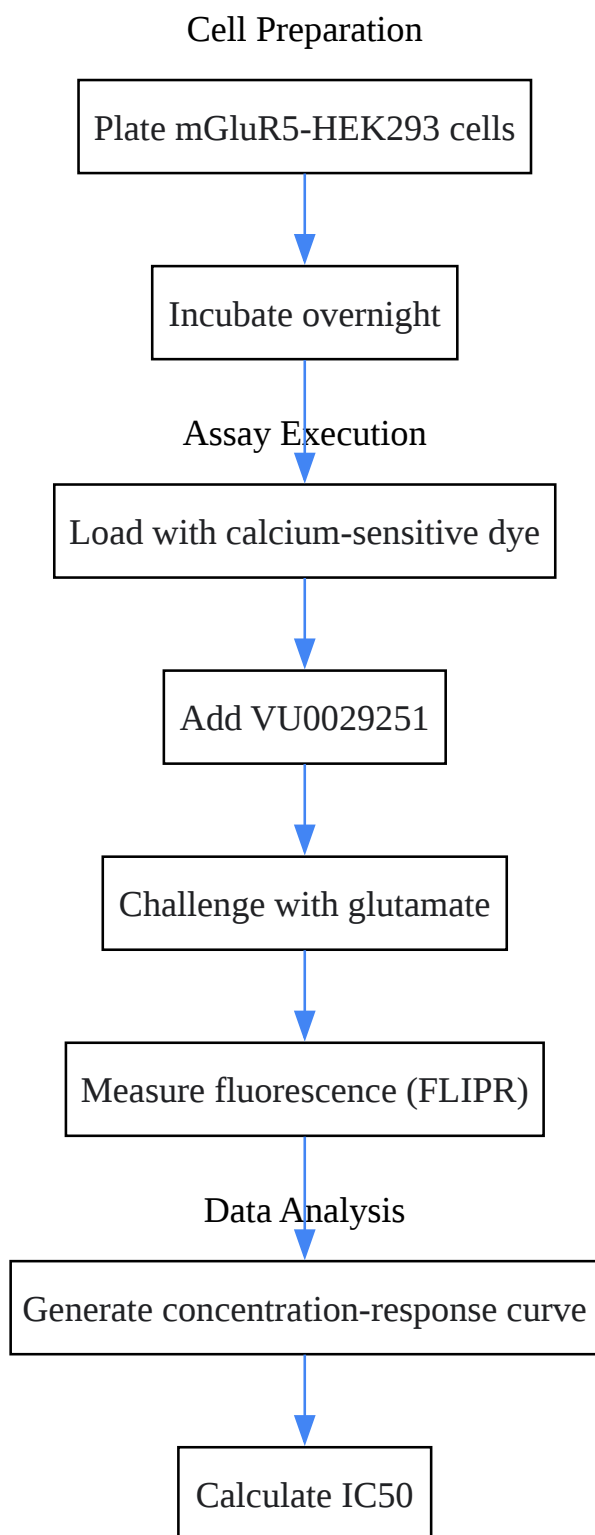 Cell Preparation
Plate mGluR5-HEK293 cells
Incubate overnight
Assay Execution
Load with calcium-sensitive dye
Add VU0029251
Challenge with glutamate
Measure fluorescence (FLIPR)
Data Analysis
Generate concentration-response curve
Calculate IC50